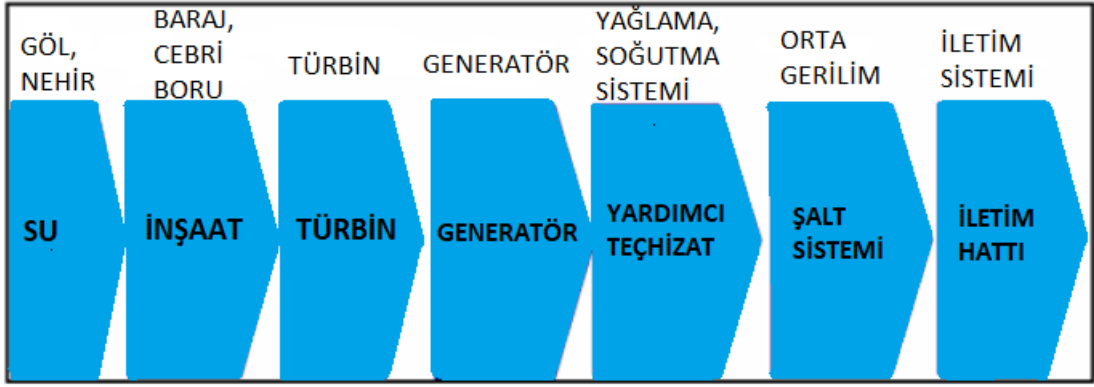 GÖL,
NEHİR
BARAJ,
CEBRİ
BORU
TÜRBİN
GENERATÖR
YAĞLAMA,
SOĞUTMA
SİSTEMİ
ORTA
GERİLİM
İLETİM
SİSTEMİ
SU
İNŞAAT
TÜRBİN
GENERATÖR
YARDIMCI
TEÇHİZAT
ŞALT
SİSTEMİ
İLETİM
HATTI